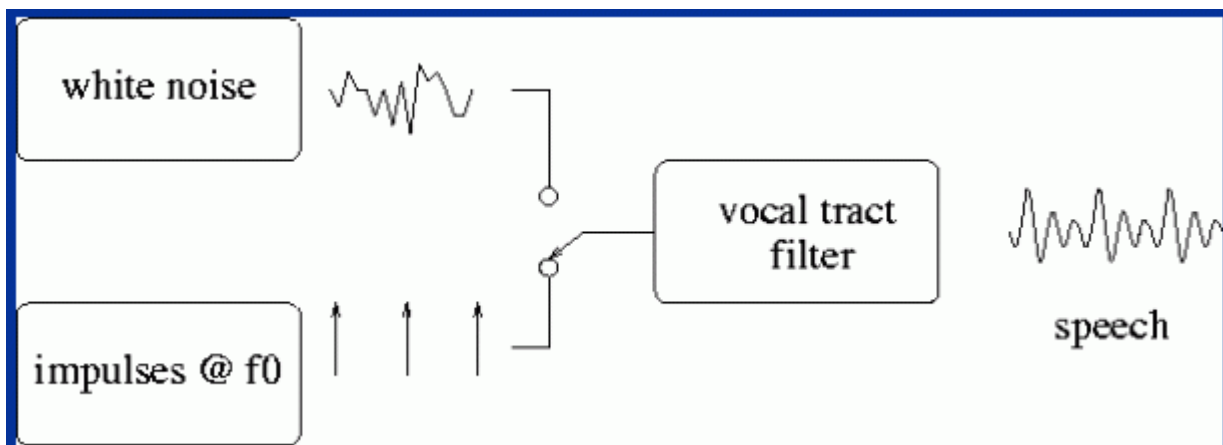 white noise
vocal tract
filter
impulses @ f0
speech